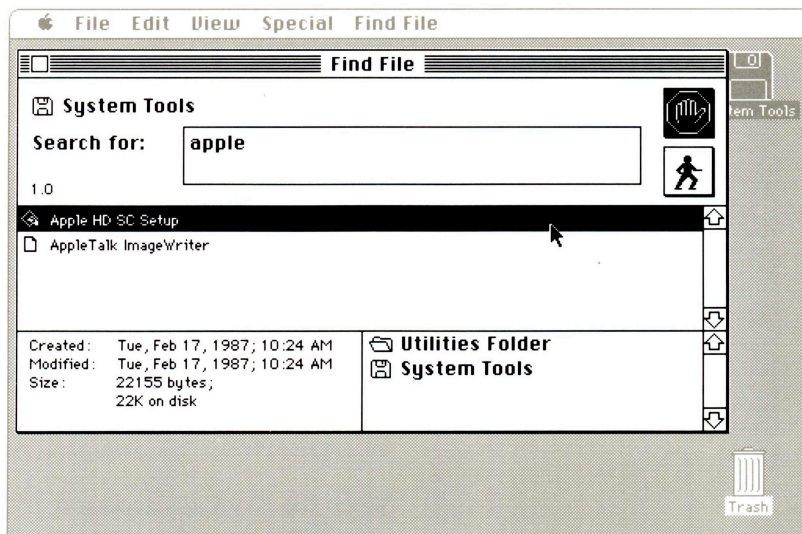 File Edit View Special Find File
Find File
System Tools
Search for: apple
1.0
Apple HD SC Setup
AppleTalk ImageWriter
Created: Tue, Feb 17, 1987; 10:24 AM
Modified: Tue, Feb 17, 1987; 10:24 AM
Size: 22155 bytes;
22K on disk
Utilities Folder
System Tools
tem Tools
Trash